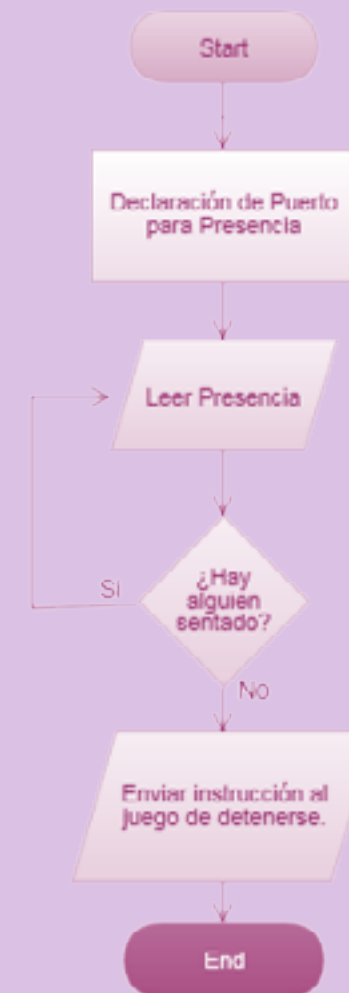 Start
Declaración de Puerto
para Presencia
Leer Presencia
¿Hay
alguien
sentado?
Si
No
Enviar instrucción al
juego de detenerse.
End